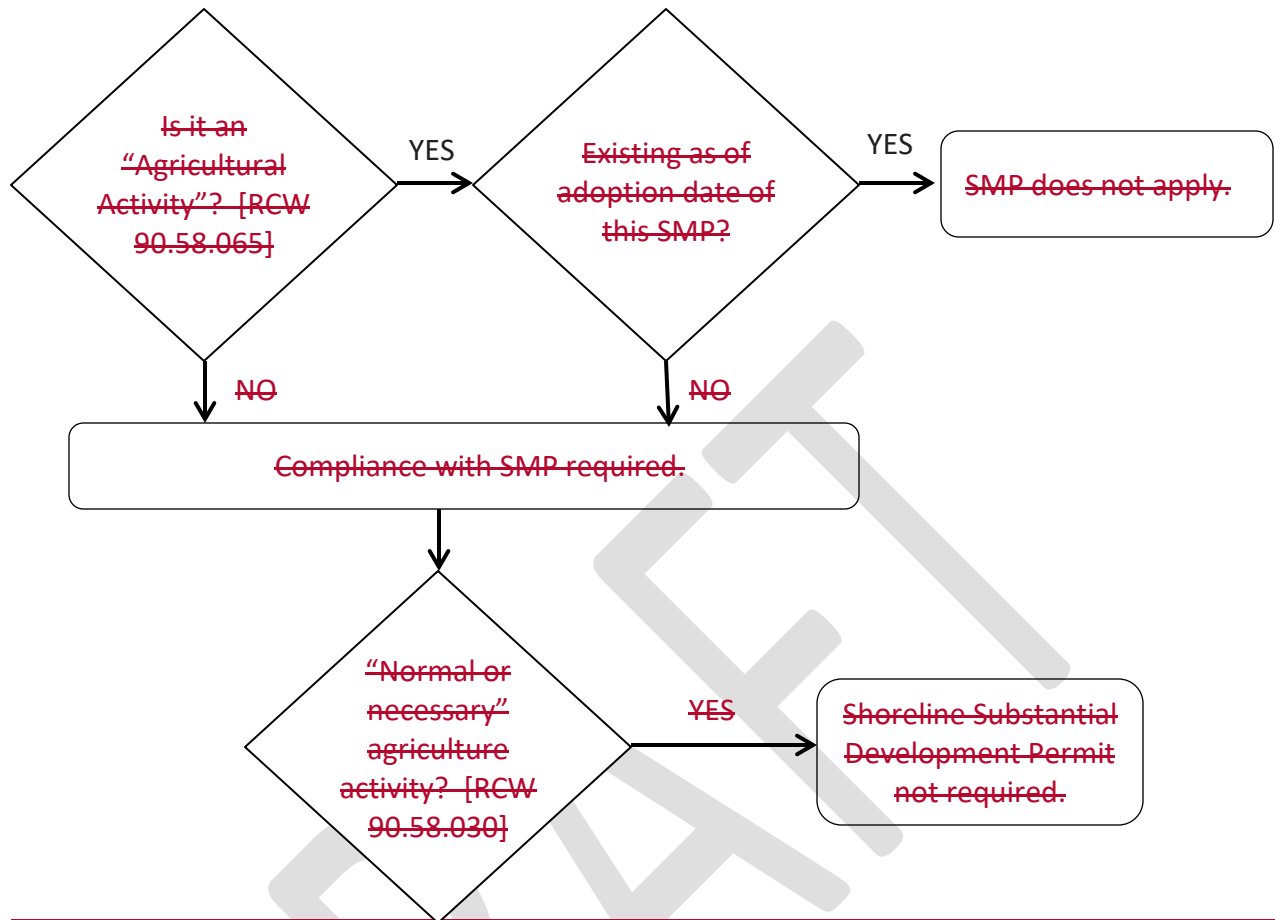 Is it an
“Agricultural
Activity”? [RCW
90.58.065]
YES
Existing as of
adoption date of
this SMP?
YES
SMP does not apply.
NO
NO
Compliance with SMP required.
“Normal or
necessary”
agriculture
activity? [RCW
90.58.030]
YES
Shoreline Substantial
Development Permit
not required.
DRAFT